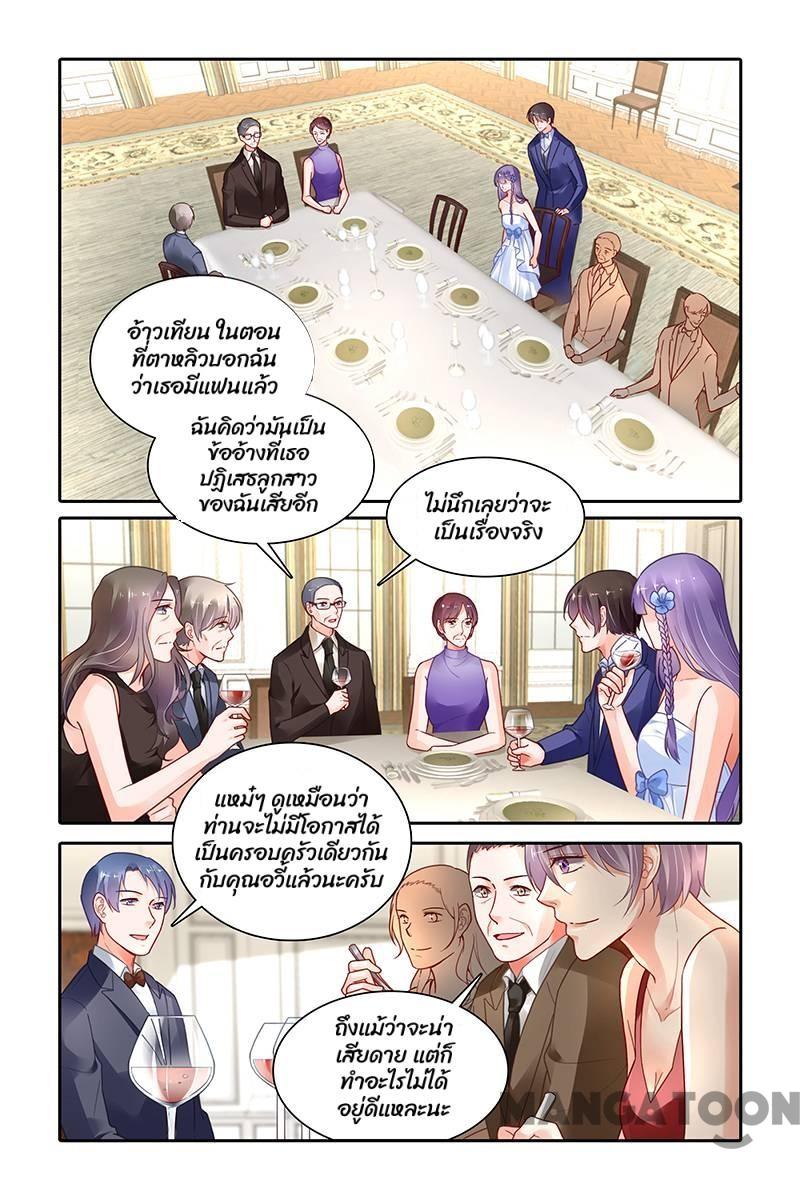 อ้าวเทียน ในตอน
ที่ตาหลิวบอกฉัน
ว่าเธอมีแฟนแล้ว
ฉันคิดว่ามันเป็น
ข้ออ้างที่เธอ
ปฏิเสธลูกสาว
ของฉันเสียอีก
ไม่นึกเลยว่าจะ
เป็นเรื่องจริง
แหม่ๆ ดูเหมือนว่า
ท่านจะไม่มีโอกาสได้
เป็นครอบครัวเดียวกัน
กับคุณอวี้แล้วนะครับ
ถึงแม้ว่าจะน่า
เสียดาย แต่ก็
ทำอะไรไม่ได้
อยู่ดีแหละนะ
MANGATOON